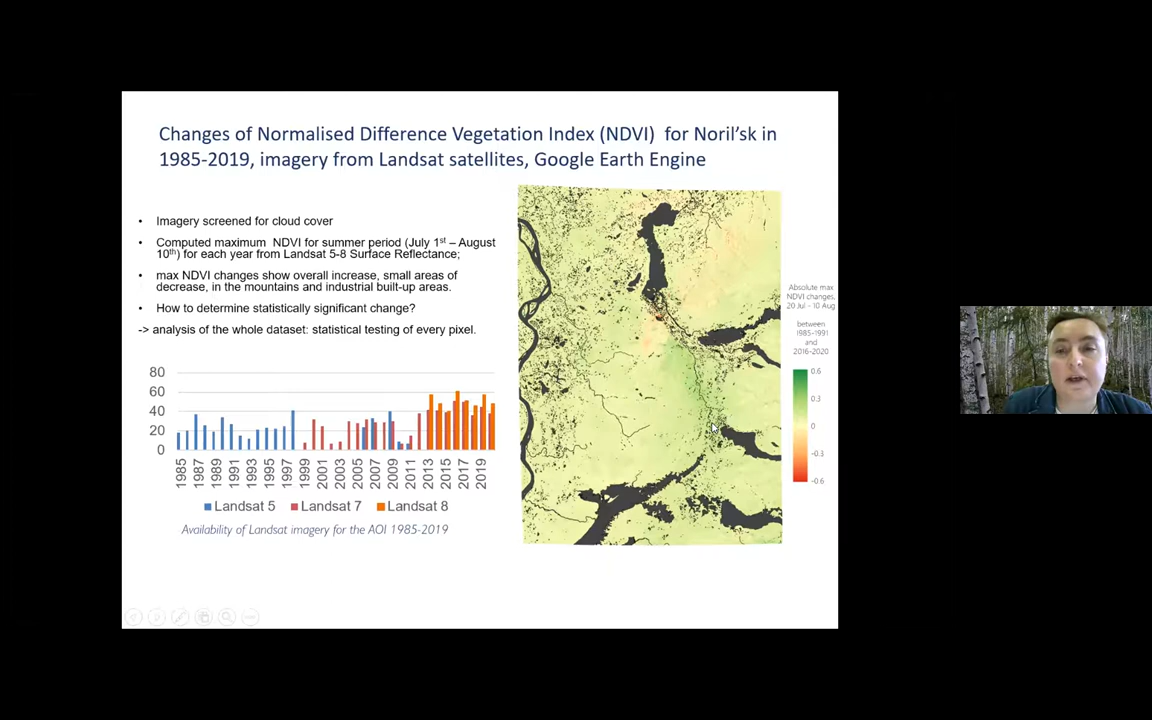 Changes of Normalised Difference Vegetation Index (NDVI) for Noril'sk in
1985-2019, imagery from Landsat satellites, Google Earth Engine
• Imagery screened for cloud cover
• Computed maximum NDVI for summer period (July 1st – August
10th) for each year from Landsat 5-8 Surface Reflectance;
• max NDVI changes show overall increase, small areas of
decrease, in the mountains and industrial built-up areas.
• How to determine statistically significant change?
-> analysis of the whole dataset: statistical testing of every pixel.
80
60
40
20
0
1985 1987 1989 1991 1993 1995 1997 1999 2001 2003 2005 2007 2009 2011 2013 2015 2017 2019
Landsat 5 Landsat 7 Landsat 8
Availability of Landsat imagery for the AOI 1985-2019
Absolute max
NDVI changes,
20 Jul - 10 Aug
between
1985-1991
and
2016-2020
0.6
0.3
0
-0.3
-0.6